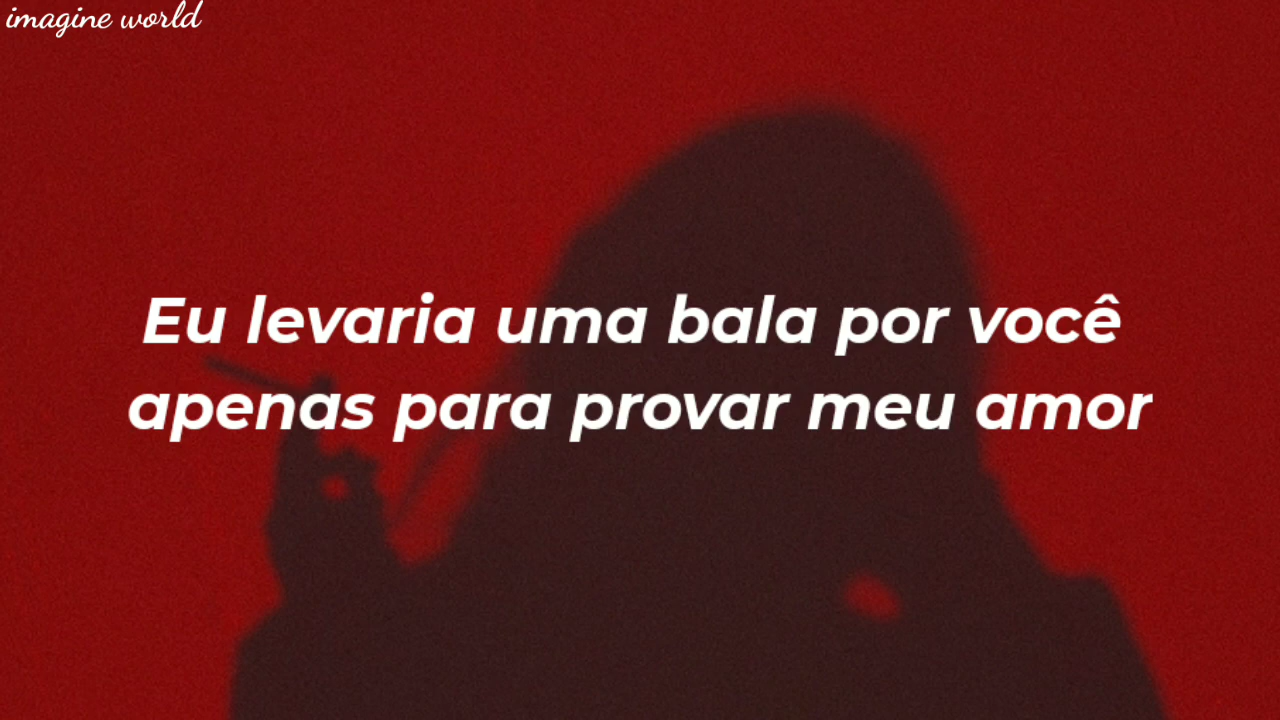 imagine world
Eu levaria uma bala por você
apenas para provar meu amor